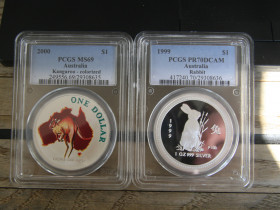 2000 $1
PCGS MS69
Australia
Kangaroo - colorized
ONE DOLLAR
1999 $1
PCGS PR70DCAM
Australia
Rabbit
1999
1 OZ 999 SILVER